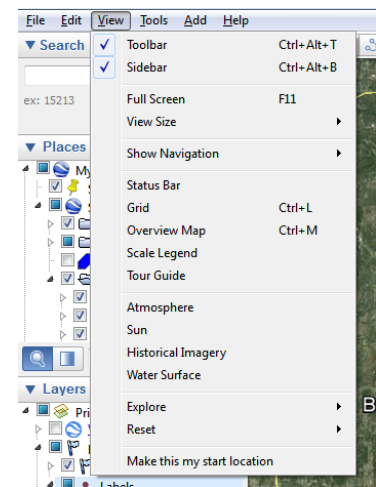 File Edit View Tools Add Help
▼ Search
✓ Toolbar Ctrl+Alt+T
✓ Sidebar Ctrl+Alt+B
ex: 15213
Full Screen F11
View Size
▼ Places
Show Navigation
My
Status Bar
Grid Ctrl+L
Overview Map Ctrl+M
Scale Legend
Tour Guide
Atmosphere
Sun
Historical Imagery
Water Surface
▼ Layers
Explore
B
Pri
Reset
Make this my start location
Labels